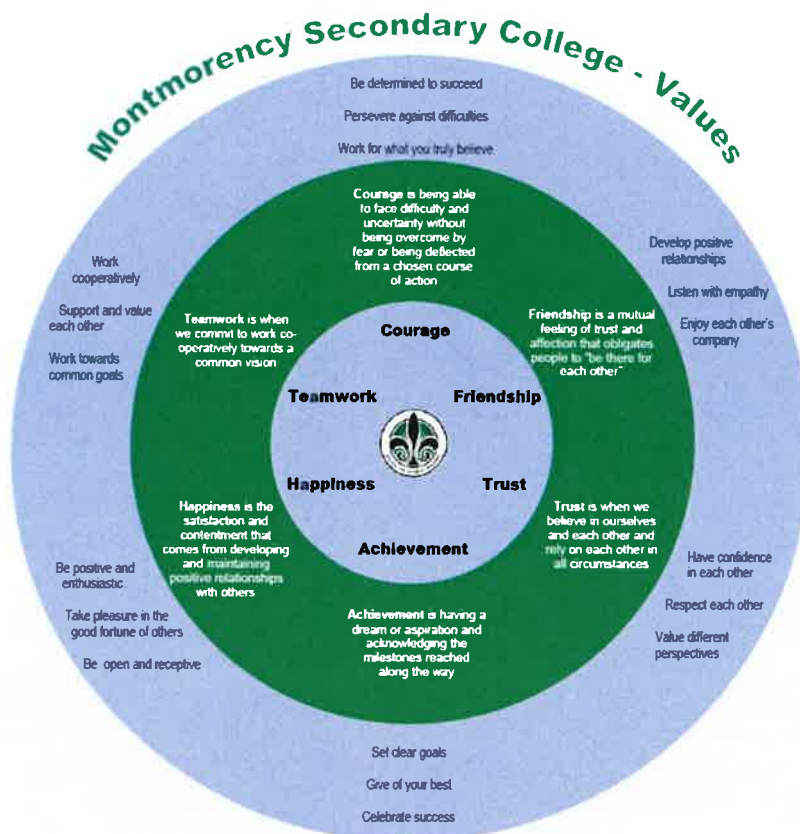 Montmorency Secondary College - Values
Be determined to succeed
Persevere against difficulties
Work for what you truly believe
Courage is being able
to face difficulty and
uncertainty without
being overcome by
fear or being deflected
from a chosen course
of action
Work
cooperatively
Support and value
each other
Work towards
common goals
Teamwork is when
we commit to work co-
operatively towards a
common vision
Friendship is a mutual
feeling of trust and
affection that obligates
people to "be there for
each other"
Develop positive
relationships
Listen with empathy
Enjoy each other's
company
Courage
Teamwork
Friendship
Happiness
Trust
Achievement
Happiness is the
satisfaction and
contentment that
comes from developing
and maintaining
positive relationships
with others
Trust is when we
believe in ourselves
and each other and
rely on each other in
all circumstances
Be positive and
enthusiastic
Take pleasure in the
good fortune of others
Be open and receptive
Have confidence
in each other
Respect each other
Value different
perspectives
Achievement is having a
dream or aspiration and
acknowledging the
milestones reached
along the way
Set clear goals
Give of your best
Celebrate success